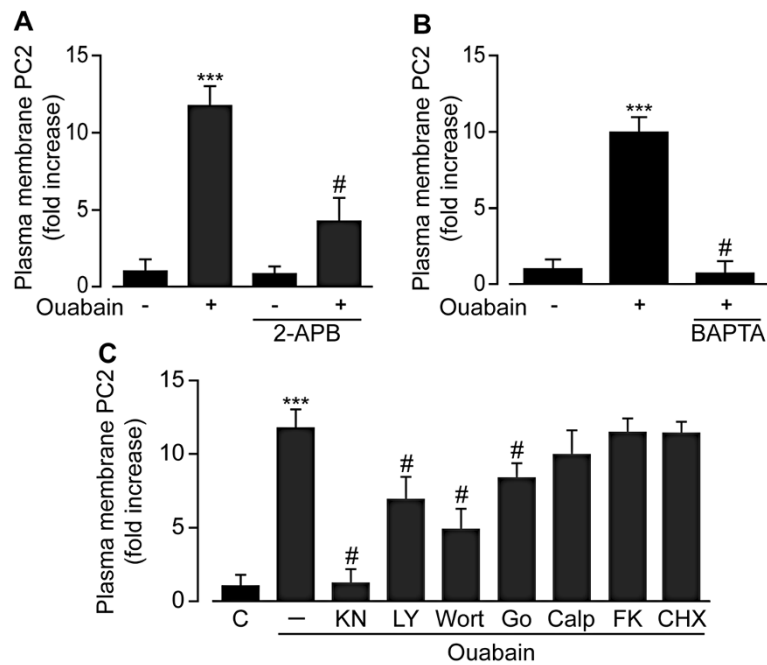 A
Plasma membrane PC2
(fold increase)
15
10
5
0
***
#
Ouabain - + - +
2-APB
B
Plasma membrane PC2
(fold increase)
15
10
5
0
***
#
Ouabain - + +
BAPTA
C
Plasma membrane PC2
(fold increase)
15
10
5
0
***
# # # #
C – KN LY Wort Go Calp FK CHX
Ouabain